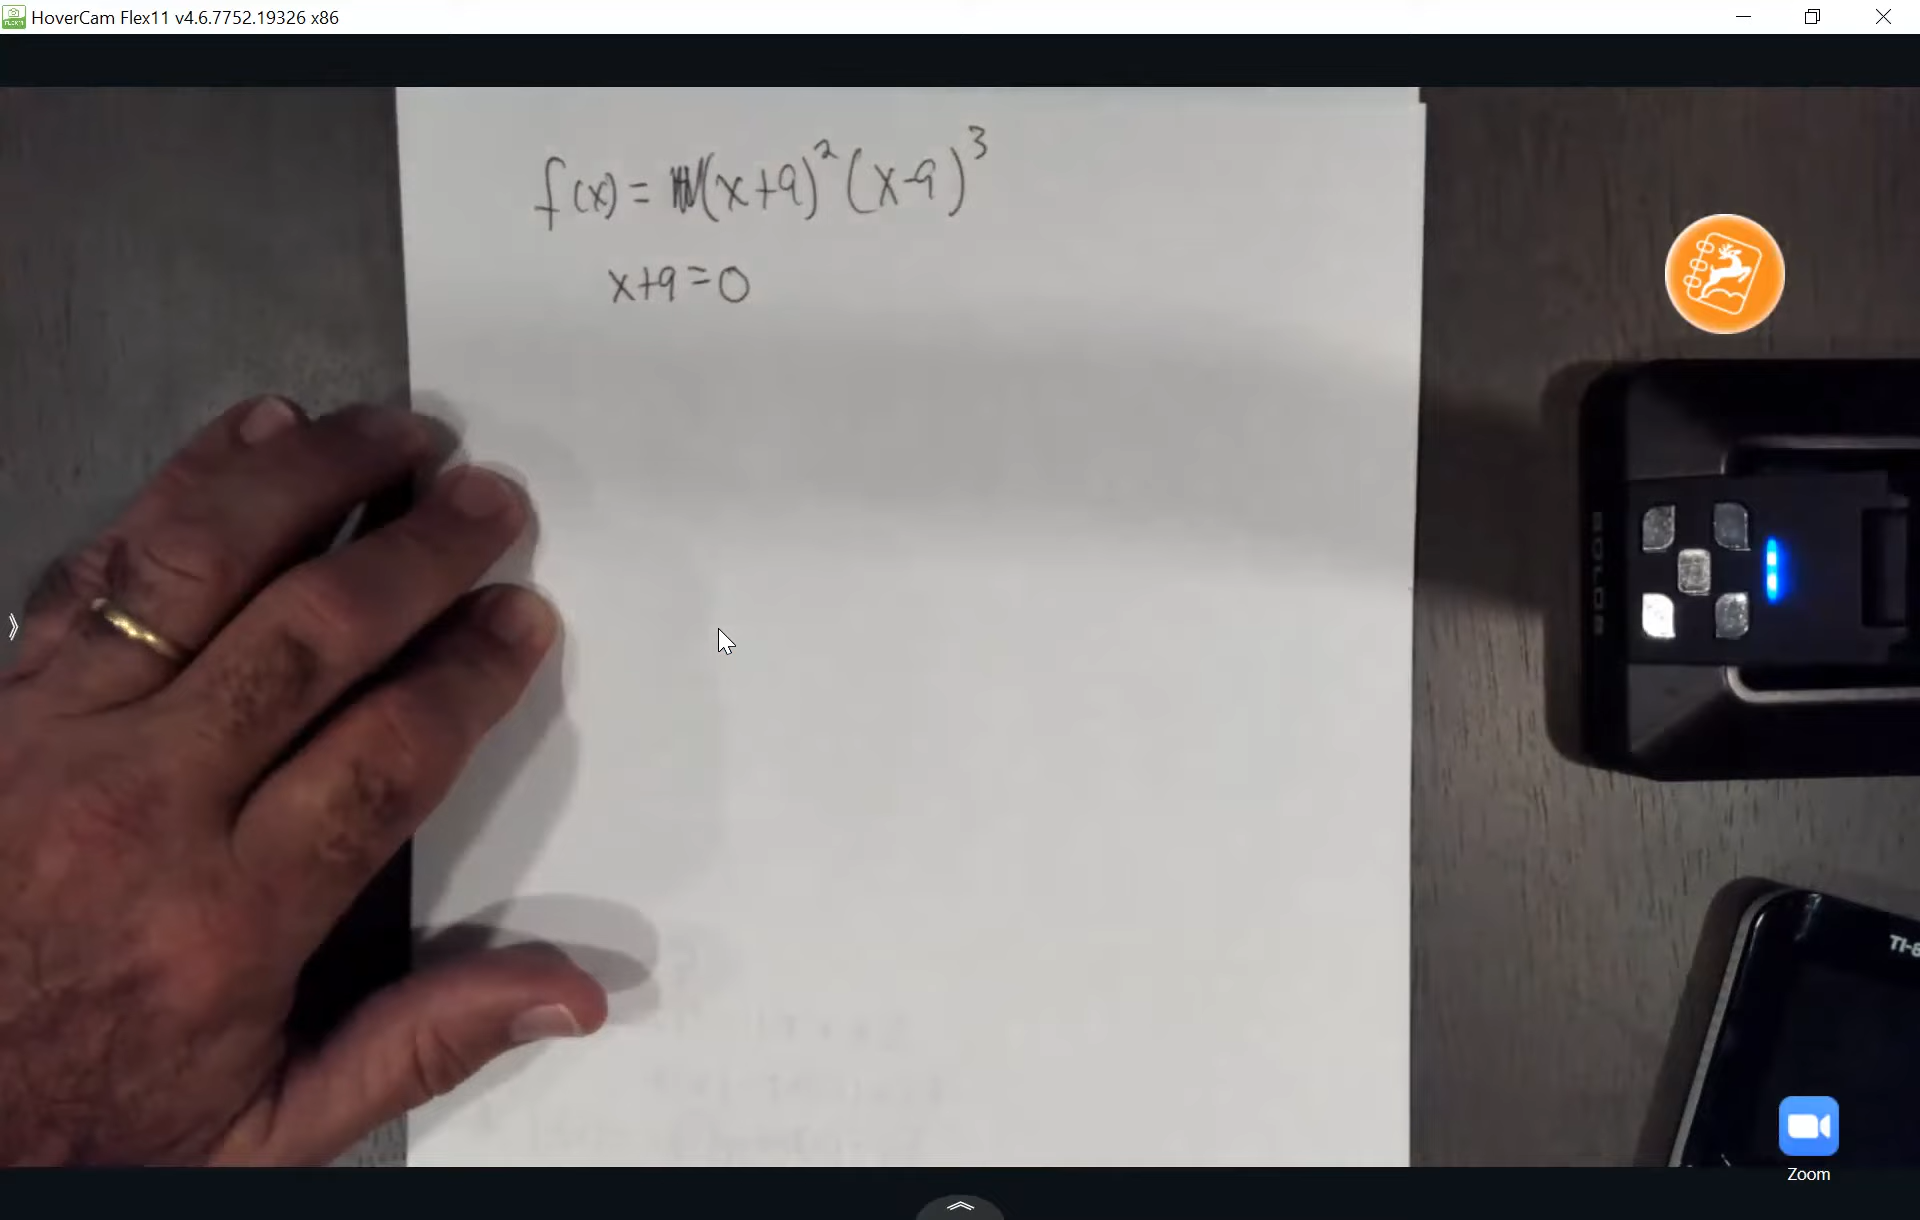 HoverCam Flex11 v4.6.7752.19326 x86
f(x) = (x+9)² (x-9)³
x+9=0
Zoom